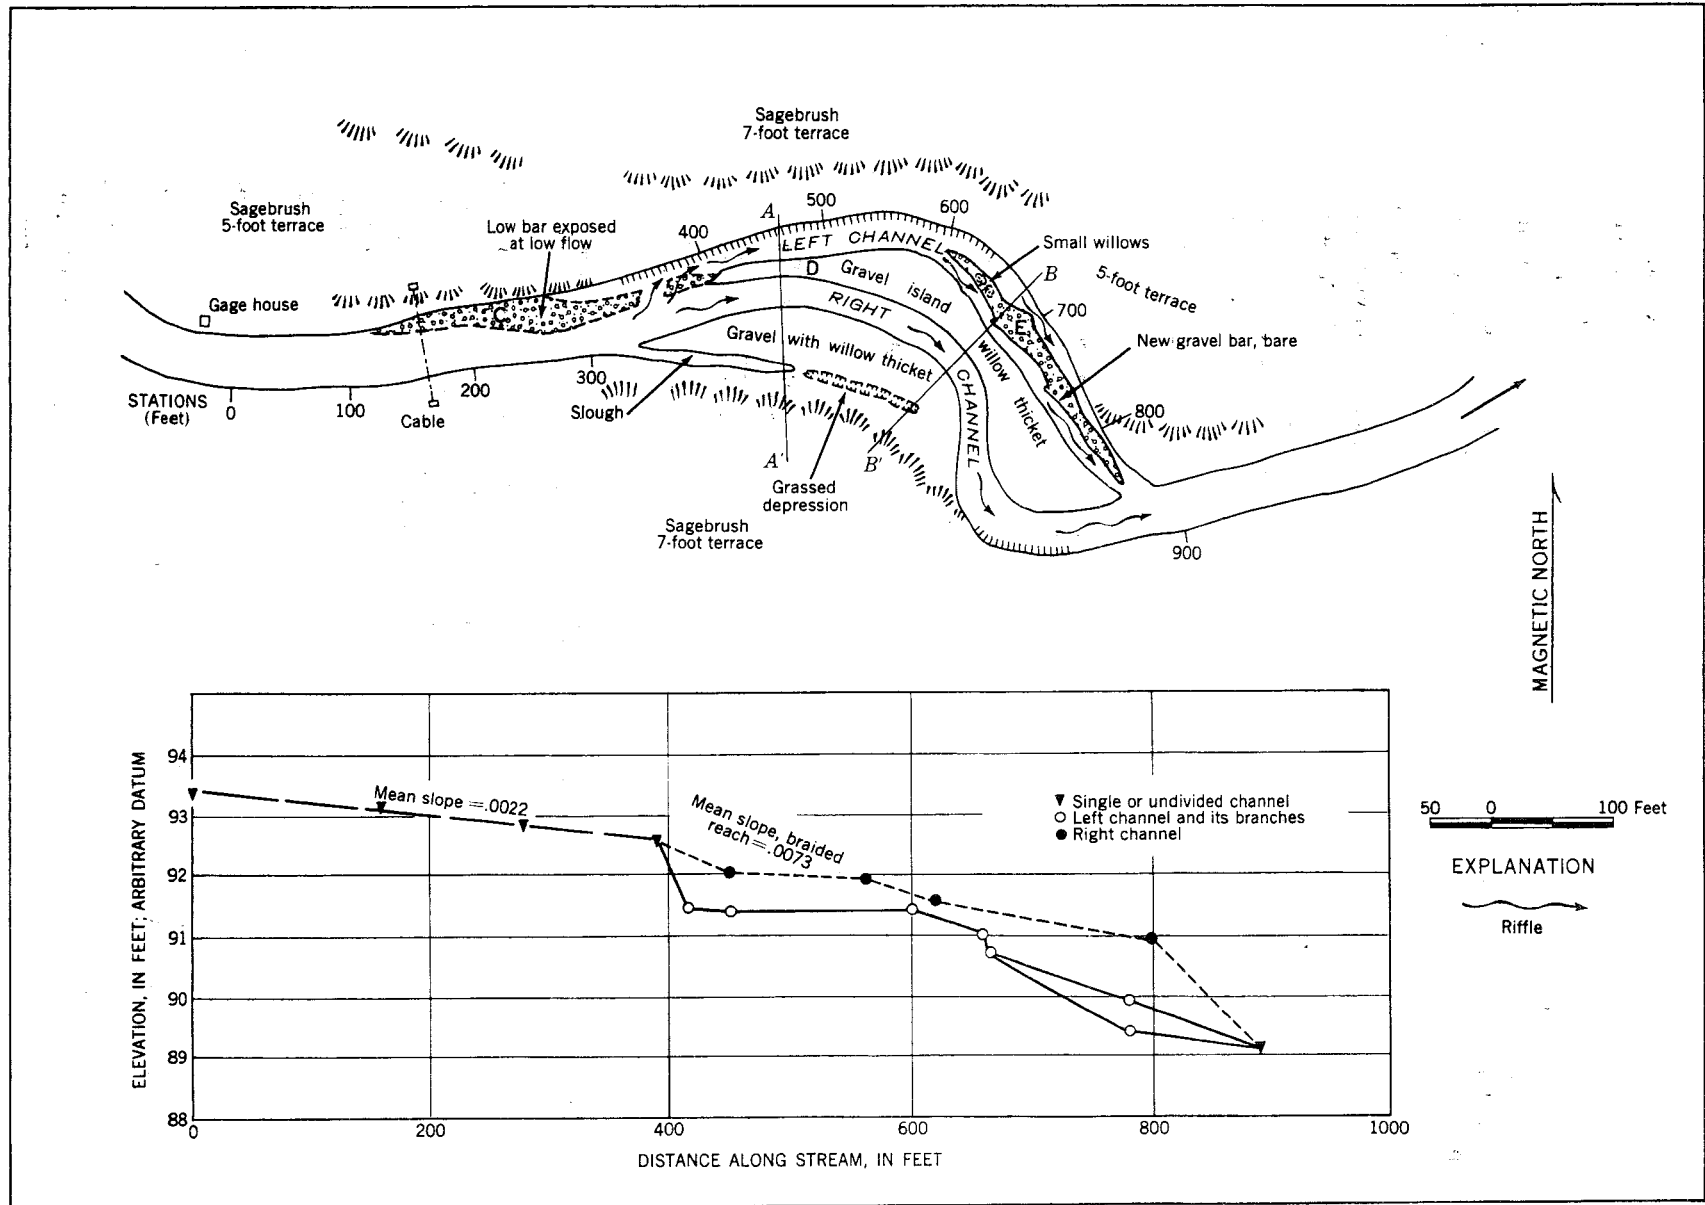 Sagebrush
7-foot terrace
Sagebrush
5-foot terrace
Low bar exposed
at low flow
A
500
600
400
LEFT CHANNEL
Small willows
B
5-foot terrace
D
Gravel island
Gage house
C
RIGHT
CHANNEL
E
700
New gravel bar, bare
Gravel with willow thicket
willow
thicket
STATIONS
(Feet)
0
100
200
300
Cable
Slough
800
A'
B'
Grassed
depression
Sagebrush
7-foot terrace
900
MAGNETIC NORTH
ELEVATION, IN FEET; ARBITRARY DATUM
94
93
92
91
90
89
88
Mean slope =.0022
Mean slope, braided
reach=.0073
Single or undivided channel
Left channel and its branches
Right channel
50 0 100 Feet
EXPLANATION
Riffle
0 200 400 600 800 1000
DISTANCE ALONG STREAM, IN FEET